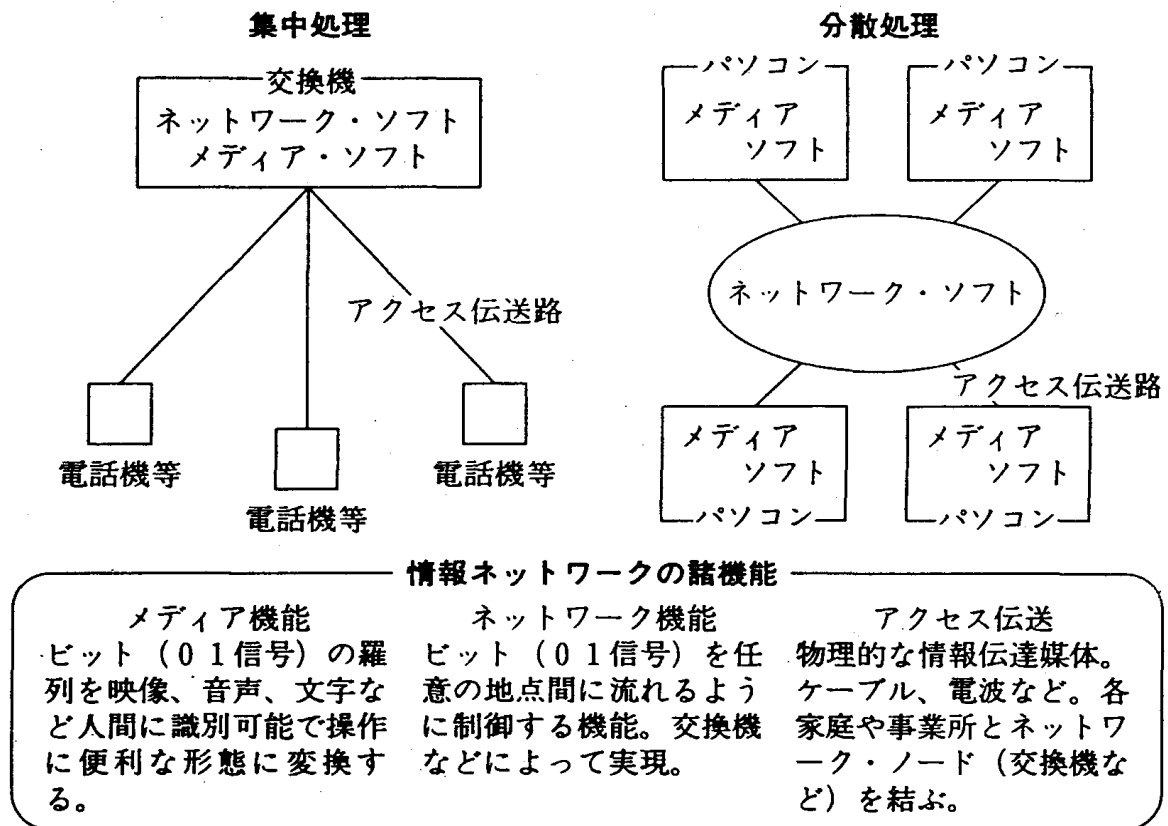 集中処理
交換機
ネットワーク・ソフト
メディア・ソフト
アクセス伝送路
電話機等
電話機等
電話機等
分散処理
パソコン
メディア
ソフト
パソコン
メディア
ソフト
ネットワーク・ソフト
アクセス伝送路
メディア
ソフト
パソコン
メディア
ソフト
パソコン
情報ネットワークの諸機能
メディア機能
ビット（０１信号）の羅
列を映像、音声、文字な
ど人間に識別可能で操作
に便利な形態に変換す
る。
ネットワーク機能
ビット（０１信号）を任
意の地点間に流れるよう
に制御する機能。交換機
などによって実現。
アクセス伝送
物理的な情報伝達媒体。
ケーブル、電波など。各
家庭や事業所とネットワ
ーク・ノード（交換機な
ど）を結ぶ。